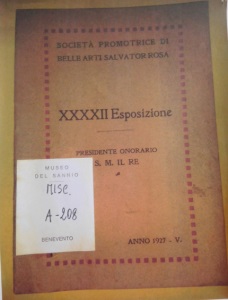 SOCIETÀ PROMOTRICE DI
BELLE ARTI SALVATOR ROSA
XXXXII Esposizione
PRESIDENTE ONORARIO
S. M. IL RE
MUSEO
DEL SANNIO
MISC.
A-208
BENEVENTO
ANNO 1927 - V.